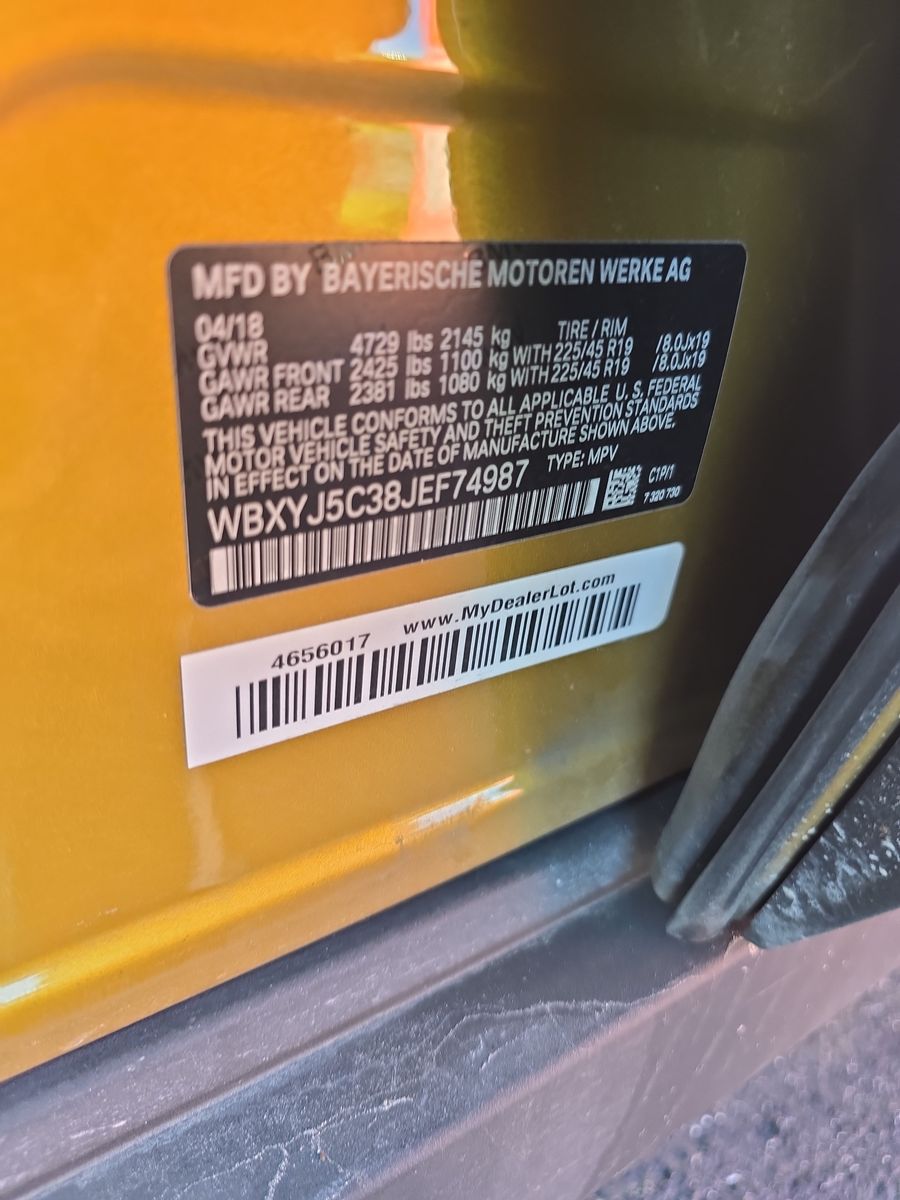 MFD BY BAYERISCHE MOTOREN WERKE AG
04/18 TIRE / RIM
GVWR 4729 lbs 2145 kg
GAWR FRONT 2425 lbs 1100 kg WITH 225/45 R19 /8.0Jx19
GAWR REAR 2381 lbs 1080 kg WITH 225/45 R19 /8.0Jx19
THIS VEHICLE CONFORMS TO ALL APPLICABLE U. S. FEDERAL
MOTOR VEHICLE SAFETY AND THEFT PREVENTION STANDARDS
IN EFFECT ON THE DATE OF MANUFACTURE SHOWN ABOVE.
WBXYJ5C38JEF74987 TYPE: MPV
C1P/1
7 320 730
4656017 www.MyDealerLot.com